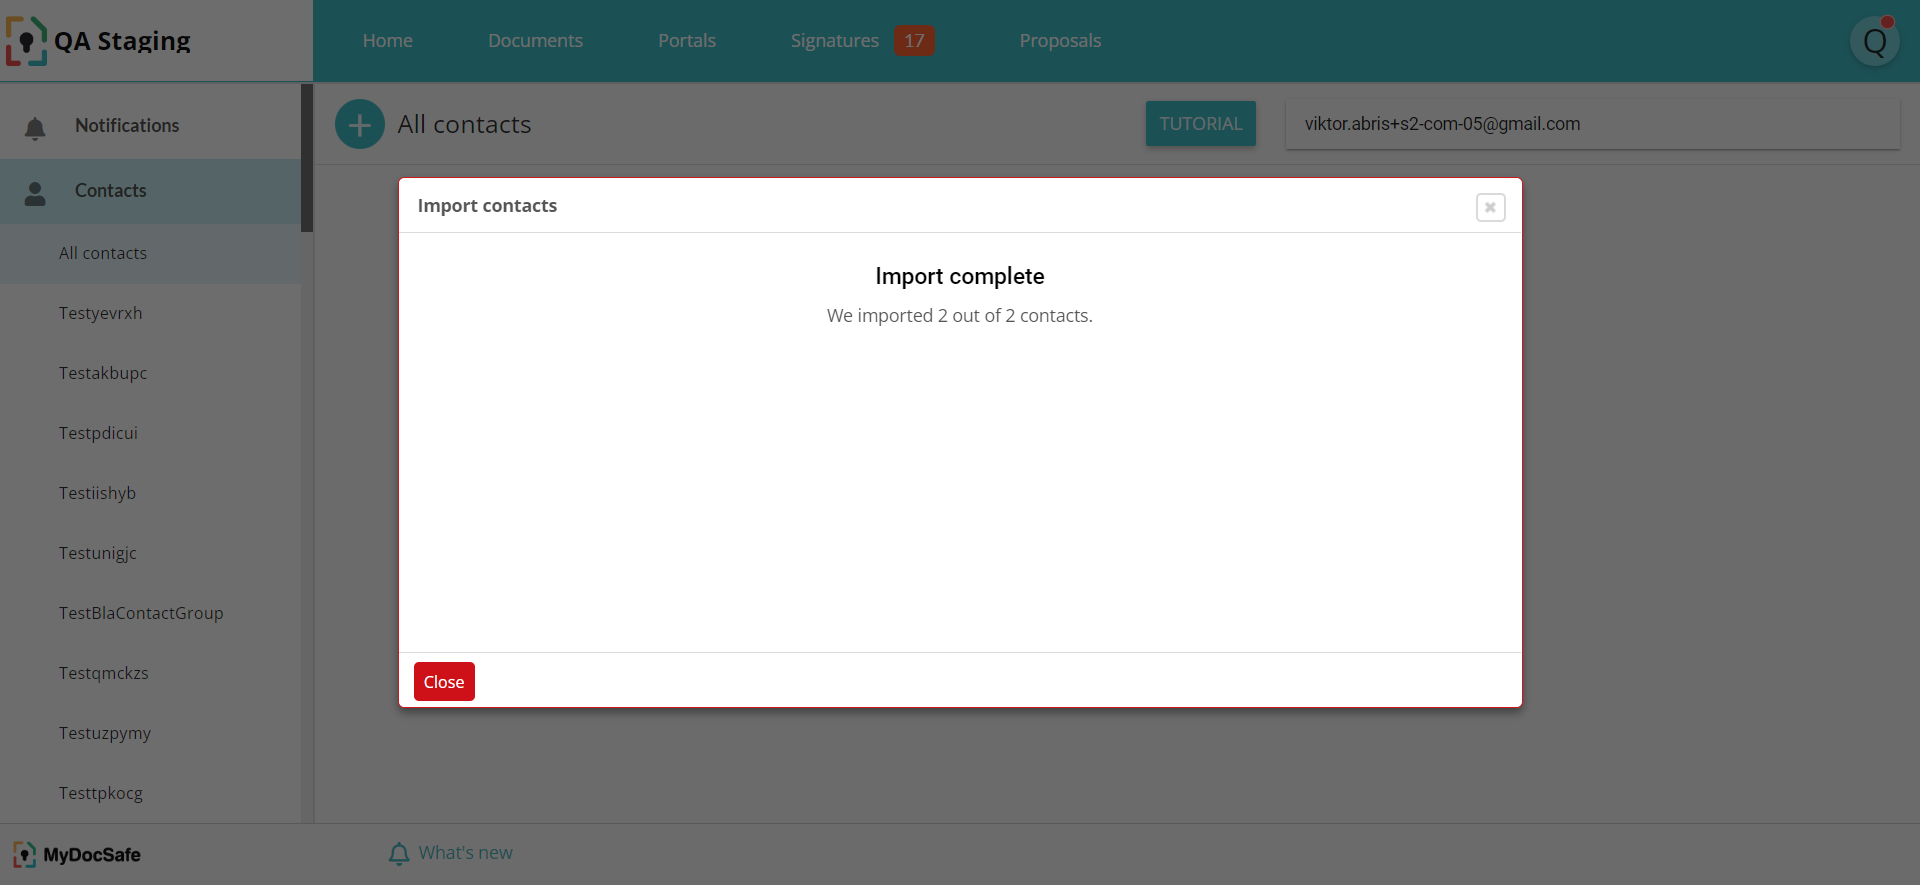 QA Staging
Home Documents Portals Signatures 17 Proposals Q
Notifications
Contacts
All contacts
Testyevrxh
Testakbupc
Testpdicui
Testiishyb
Testunigjc
TestBlaContactGroup
Testqmckzs
Testuzpymy
Testtpkocg
All contacts
TUTORIAL
viktor.abris+s2-com-05@gmail.com
Import contacts
Import complete
We imported 2 out of 2 contacts.
Close
MyDocSafe
What's new